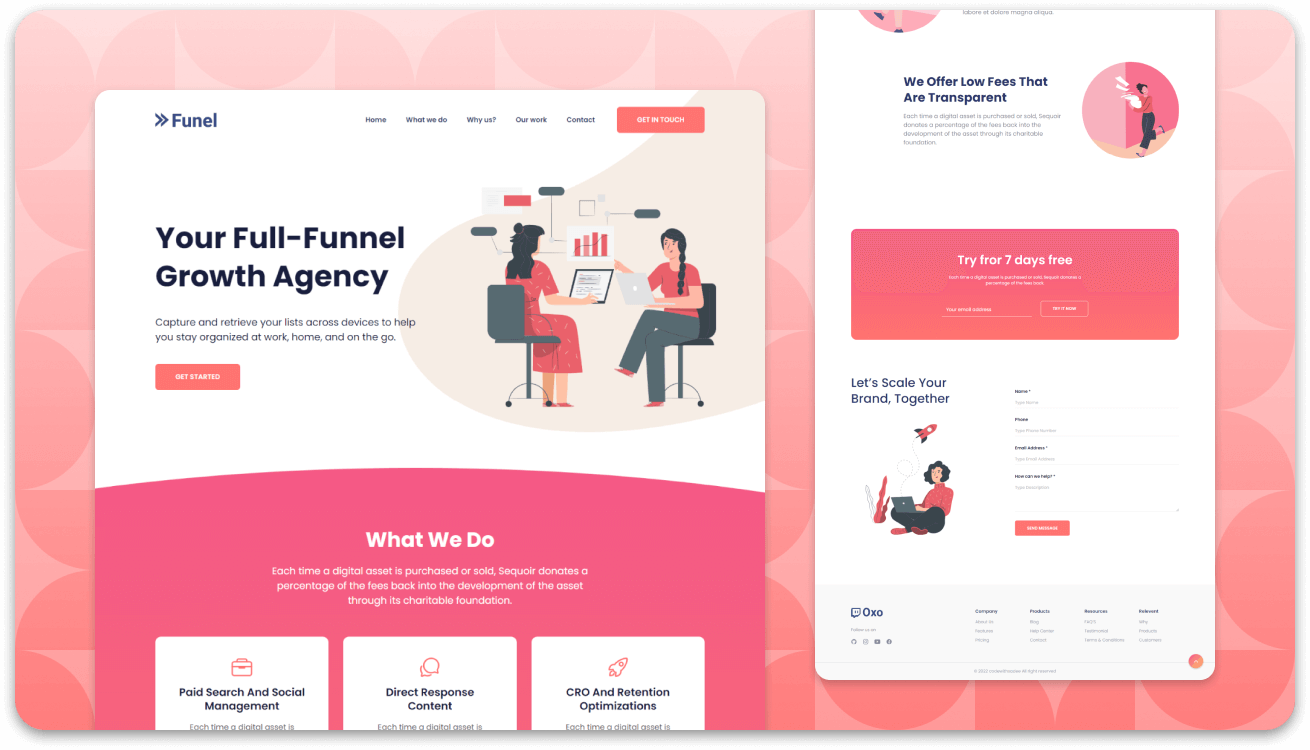 Funel
Home What we do Why us? Our work Contact GET IN TOUCH
Your Full-Funnel
Growth Agency
Capture and retrieve your lists across devices to help
you stay organized at work, home, and on the go.
GET STARTED
What We Do
Each time a digital asset is purchased or sold, Sequoir donates a
percentage of the fees back into the development of the asset
through its charitable foundation.
Paid Search And Social
Management
Each time a digital asset is
Direct Response
Content
Each time a digital asset is
CRO And Retention
Optimizations
Each time a digital asset is
labore et dolore magna aliqua.
We Offer Low Fees That
Are Transparent
Each time a digital asset is purchased or sold, Sequoir
donates a percentage of the fees back into the
development of the asset through its charitable
foundation.
Try fror 7 days free
Each time a digital asset is purchased or sold, Sequoir donates a
percentage of the fees back.
Your email address
TRY IT NOW
Let's Scale Your
Brand, Together
Name *
Type Name
Phone
Type Phone Number
Email Address *
Type Email Address
How can we help? *
Type Description
SEND MESSAGE
Oxo
Follow us on
Company
About Us
Features
Pricing
Products
Blog
Help Center
Contact
Resources
FAQ'S
Testimonial
Terms & Conditions
Relevent
Why
Products
Customers
All right reserved